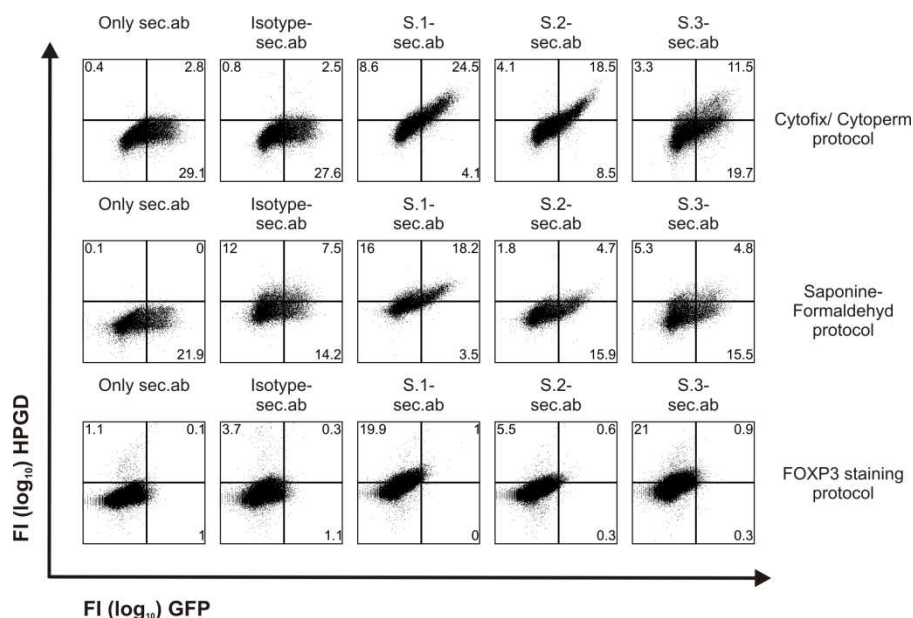 Only sec.ab Isotype- sec.ab S.1- sec.ab S.2- sec.ab S.3- sec.ab
0.4 2.8 0.8 2.5 8.6 24.5 4.1 18.5 3.3 11.5
Cytofix/ Cytoperm
protocol
29.1 27.6 4.1 8.5 19.7
Only sec.ab Isotype- sec.ab S.1- sec.ab S.2- sec.ab S.3- sec.ab
0.1 0 12 7.5 16 18.2 1.8 4.7 5.3 4.8
Saponine-
Formaldehyd
protocol
21.9 14.2 3.5 15.9 15.5
Only sec.ab Isotype- sec.ab S.1- sec.ab S.2- sec.ab S.3- sec.ab
1.1 0.1 3.7 0.3 19.9 1 5.5 0.6 21 0.9
FOXP3 staining
protocol
1 1.1 0 0.3 0.3
FI (log₁₀) HPGD
FI (log₁₀) GFP